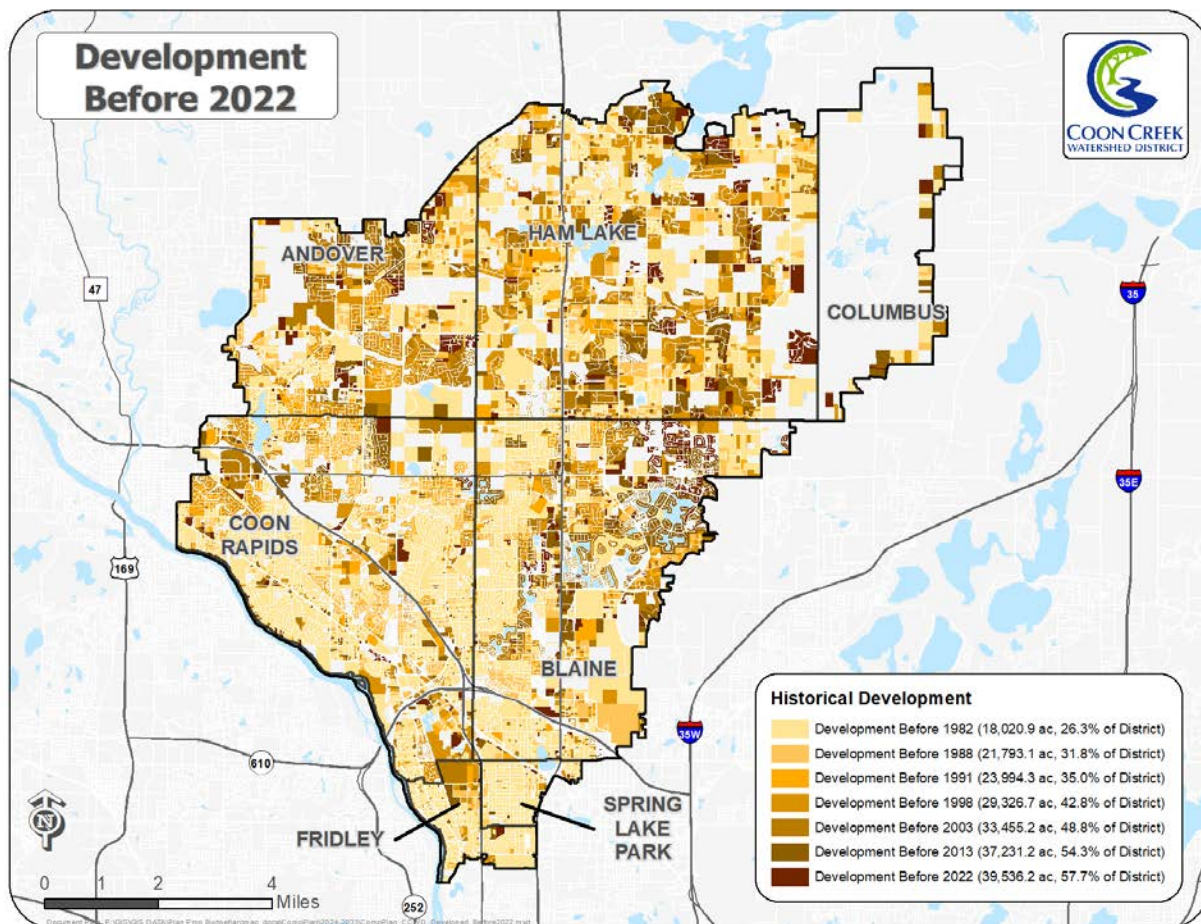 Development
Before 2022
COON CREEK
WATERSHED DISTRICT
ANDOVER
HAM LAKE
COLUMBUS
47
35
35E
COON
RAPIDS
169
BLAINE
35W
610
FRIDLEY
SPRING
LAKE
PARK
252
N
0 1 2 4
Miles
Historical Development
Development Before 1982 (18,020.9 ac, 26.3% of District)
Development Before 1988 (21,793.1 ac, 31.8% of District)
Development Before 1991 (23,994.3 ac, 35.0% of District)
Development Before 1998 (29,326.7 ac, 42.8% of District)
Development Before 2003 (33,455.2 ac, 48.8% of District)
Development Before 2013 (37,231.2 ac, 54.3% of District)
Development Before 2022 (39,536.2 ac, 57.7% of District)